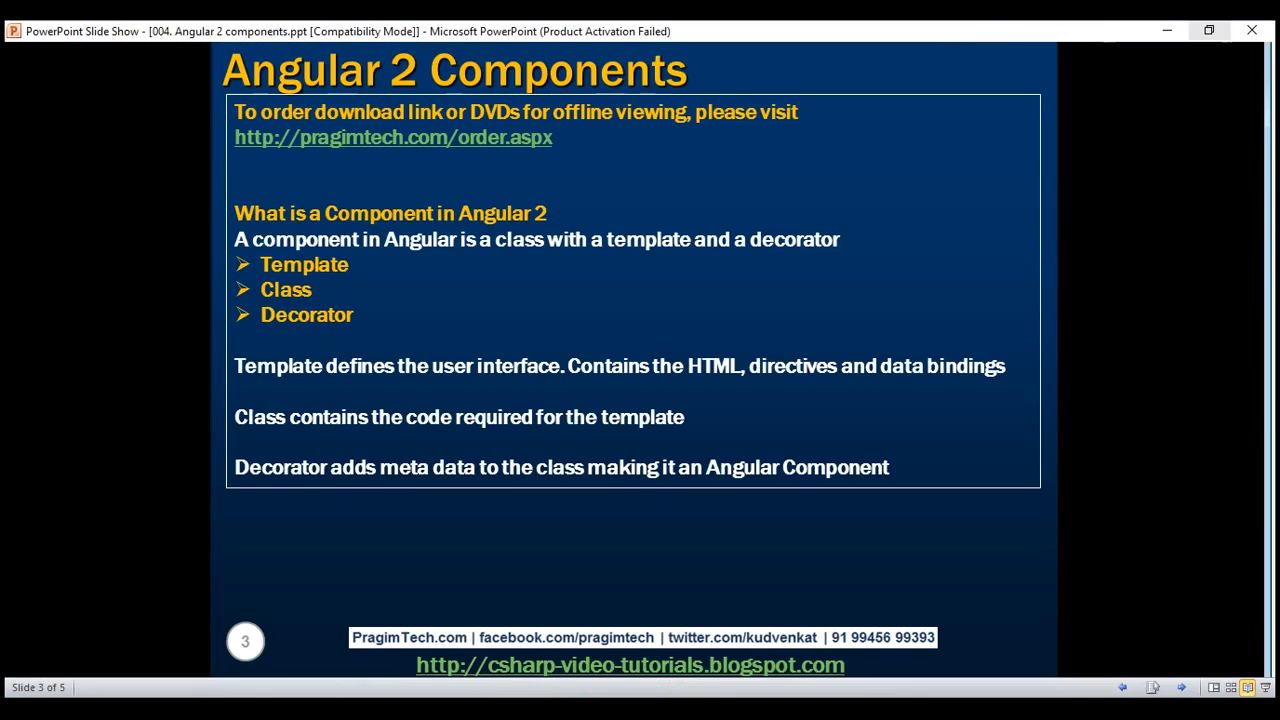 PowerPoint Slide Show - [004. Angular 2 components.ppt [Compatibility Mode]] - Microsoft PowerPoint (Product Activation Failed)
Angular 2 Components
To order download link or DVDs for offline viewing, please visit
http://pragimtech.com/order.aspx
What is a Component in Angular 2
A component in Angular is a class with a template and a decorator
Template
Class
Decorator
Template defines the user interface. Contains the HTML, directives and data bindings
Class contains the code required for the template
Decorator adds meta data to the class making it an Angular Component
3
PragimTech.com | facebook.com/pragimtech | twitter.com/kudvenkat | 91 99456 99393
http://csharp-video-tutorials.blogspot.com
Slide 3 of 5